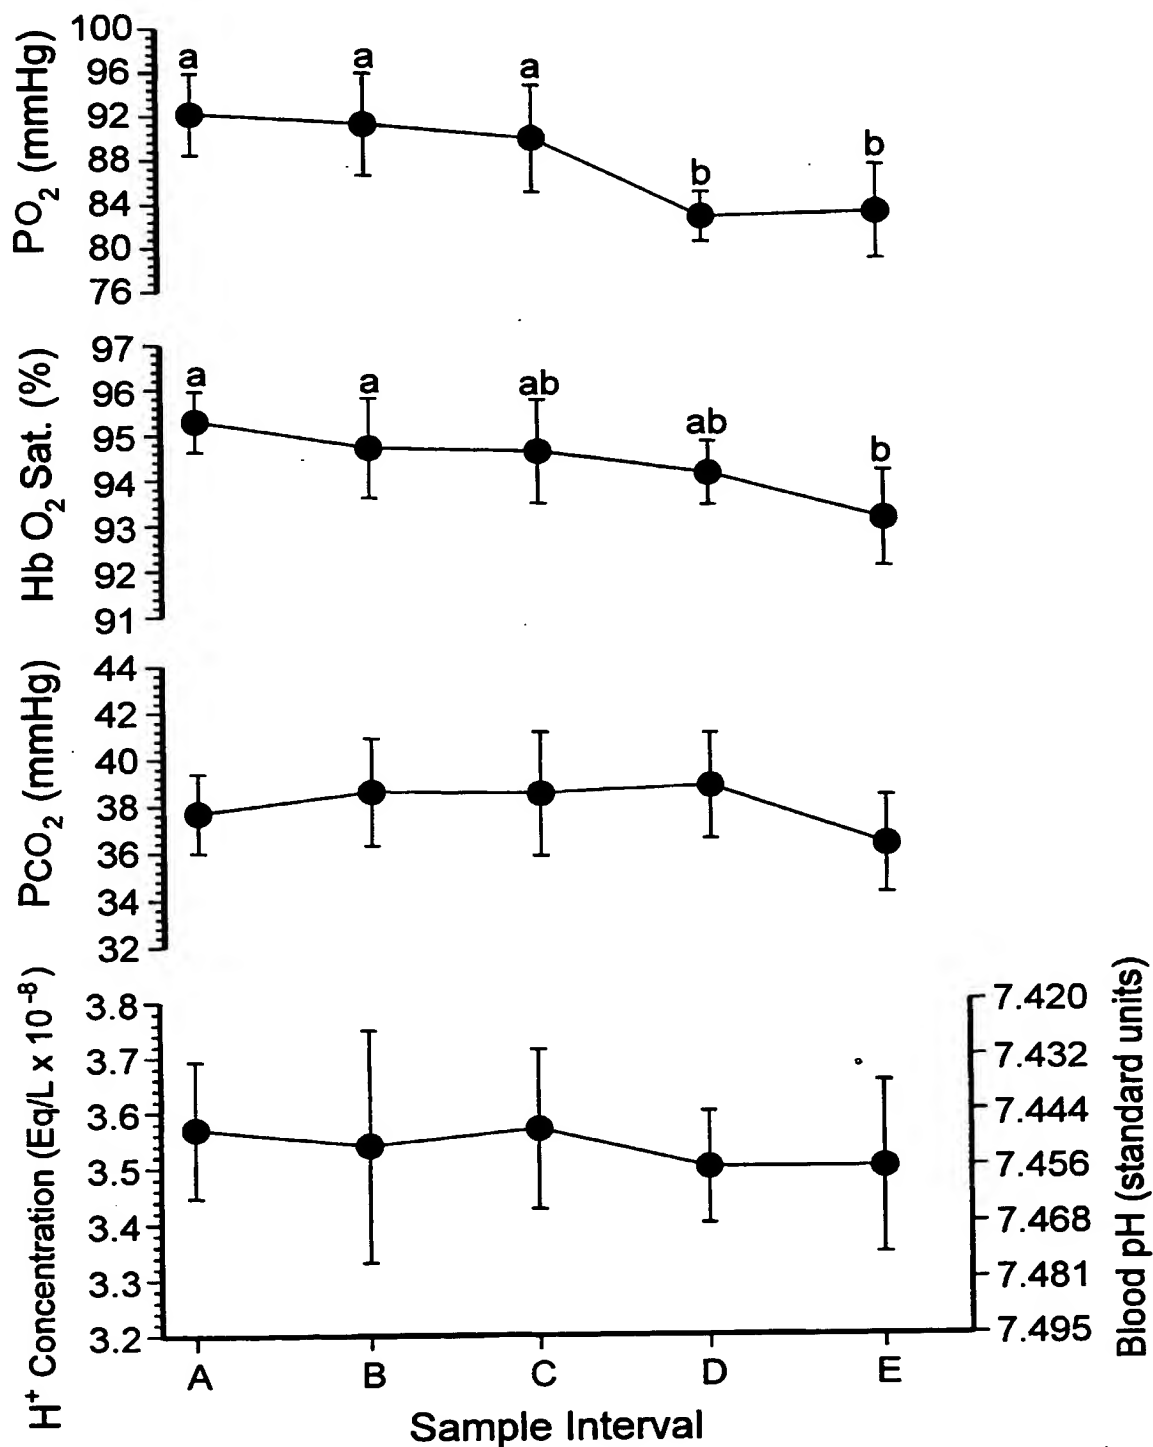 PO2 (mmHg)
100
96
92
88
84
80
76
a
a
a
b
b
Hb O2 Sat. (%)
97
96
95
94
93
92
91
a
a
ab
ab
b
PCO2 (mmHg)
44
42
40
38
36
34
32
H+ Concentration (Eq/L x 10-8)
3.8
3.7
3.6
3.5
3.4
3.3
3.2
7.420
7.432
7.444
7.456
7.468
7.481
7.495
Blood pH (standard units)
A B C D E
Sample Interval